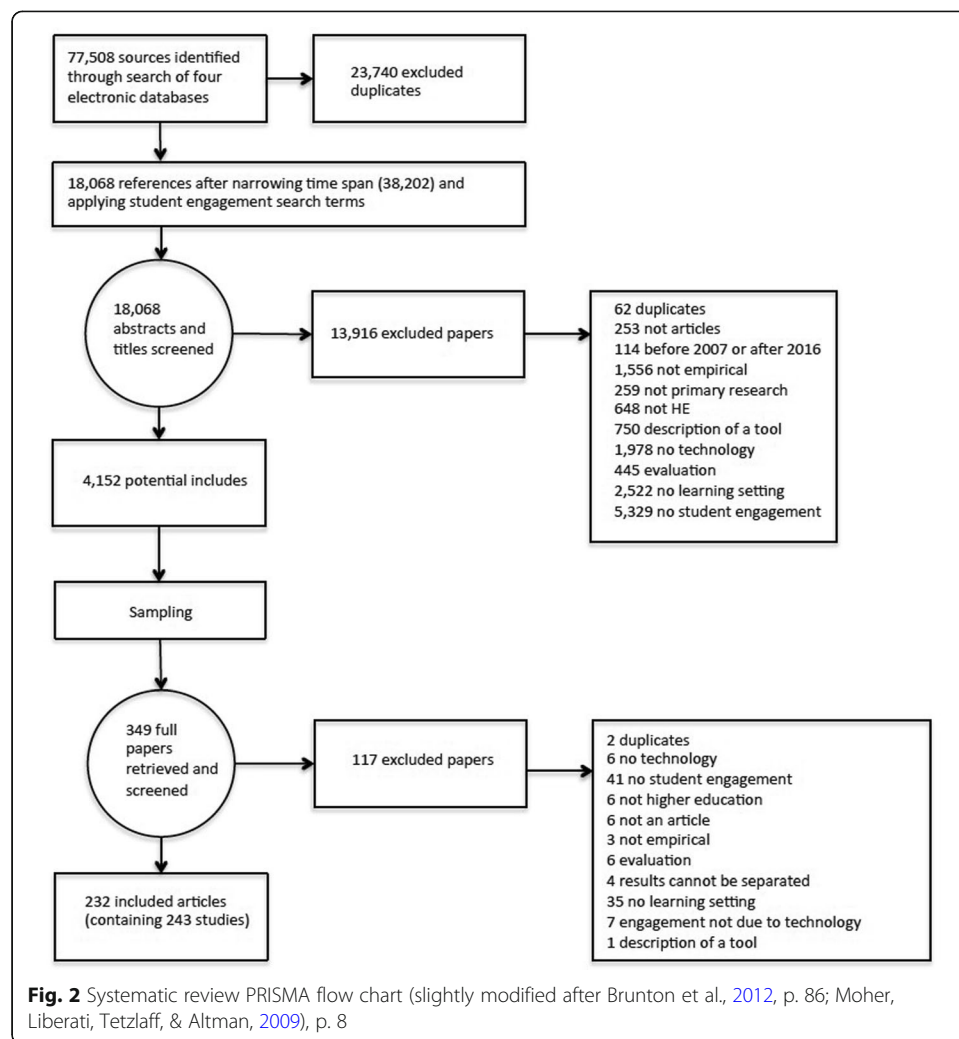 77,508 sources identified
through search of four
electronic databases
23,740 excluded
duplicates
18,068 references after narrowing time span (38,202) and
applying student engagement search terms
18,068
abstracts and
titles screened
13,916 excluded papers
62 duplicates
253 not articles
114 before 2007 or after 2016
1,556 not empirical
259 not primary research
648 not HE
750 description of a tool
1,978 no technology
445 evaluation
2,522 no learning setting
5,329 no student engagement
4,152 potential includes
Sampling
349 full
papers
retrieved and
screened
117 excluded papers
2 duplicates
6 no technology
41 no student engagement
6 not higher education
6 not an article
3 not empirical
6 evaluation
4 results cannot be separated
35 no learning setting
7 engagement not due to technology
1 description of a tool
232 included articles
(containing 243 studies)
Fig. 2 Systematic review PRISMA flow chart (slightly modified after Brunton et al., 2012, p. 86; Moher,
Liberati, Tetzlaff, & Altman, 2009), p. 8